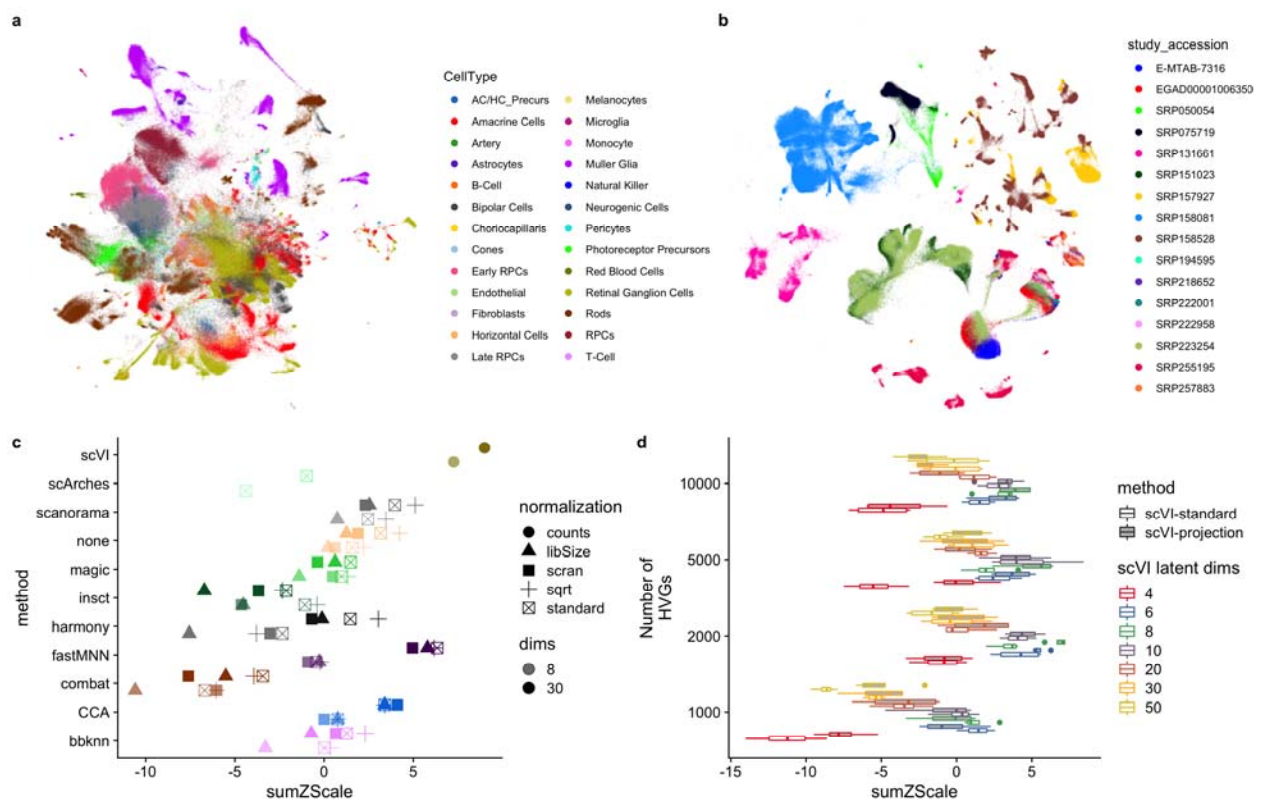 a
CellType
AC/HC_Precurs
Amacrine Cells
Artery
Astrocytes
B-Cell
Bipolar Cells
Choriocapillaris
Cones
Early RPCs
Endothelial
Fibroblasts
Horizontal Cells
Late RPCs
Melanocytes
Microglia
Monocyte
Muller Glia
Natural Killer
Neurogenic Cells
Pericytes
Photoreceptor Precursors
Red Blood Cells
Retinal Ganglion Cells
Rods
RPCs
T-Cell
b
study_accession
E-MTAB-7316
EGAD00001006350
SRP050054
SRP075719
SRP131661
SRP151023
SRP157927
SRP158081
SRP158528
SRP194595
SRP218652
SRP222001
SRP222958
SRP223254
SRP255195
SRP257883
c
method
scVI
scArches
scanorama
none
magic
insct
harmony
fastMNN
combat
CCA
bbknn
-10
-5
0
5
sumZScale
normalization
counts
libSize
scran
sqrt
standard
dims
8
30
d
Number of
HVGs
10000
5000
2000
1000
-15
-10
-5
0
5
sumZScale
method
scVI-standard
scVI-projection
scVI latent dims
4
6
8
10
20
30
50